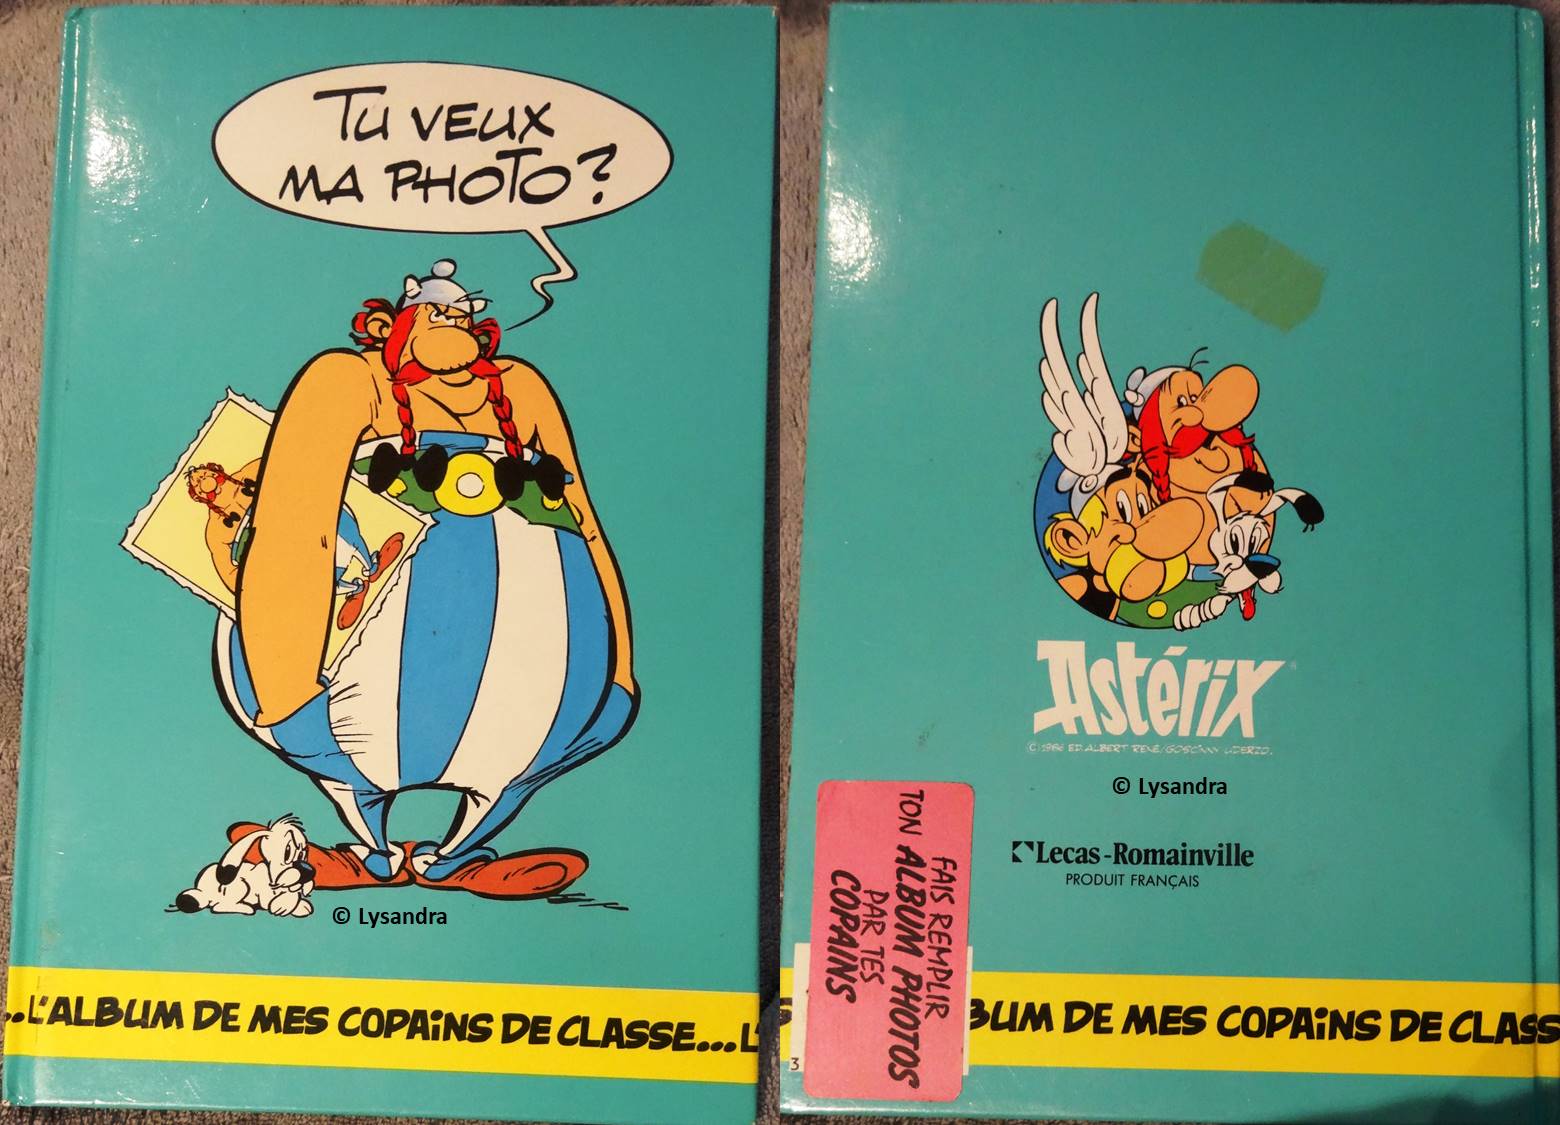 TU VEUX
MA PHOTO?
© Lysandra
...L'ALBUM DE MES COPAiNS DE CLASSE...L'
Astérix
© 1986 ED. ALBERT RENÉ/GOSCINNY UDERZO.
© Lysandra
Lecas-Romainville
PRODUIT FRANÇAIS
FAIS REMPLIR
TON ALBUM PHOTOS
PAR TES
COPAINS
BUM DE MES COPAiNS DE CLASS
3